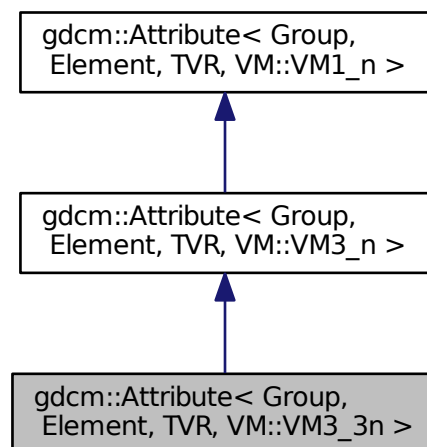 gdcm::Attribute< Group,
Element, TVR, VM::VM1_n >
gdcm::Attribute< Group,
Element, TVR, VM::VM3_n >
gdcm::Attribute< Group,
Element, TVR, VM::VM3_3n >